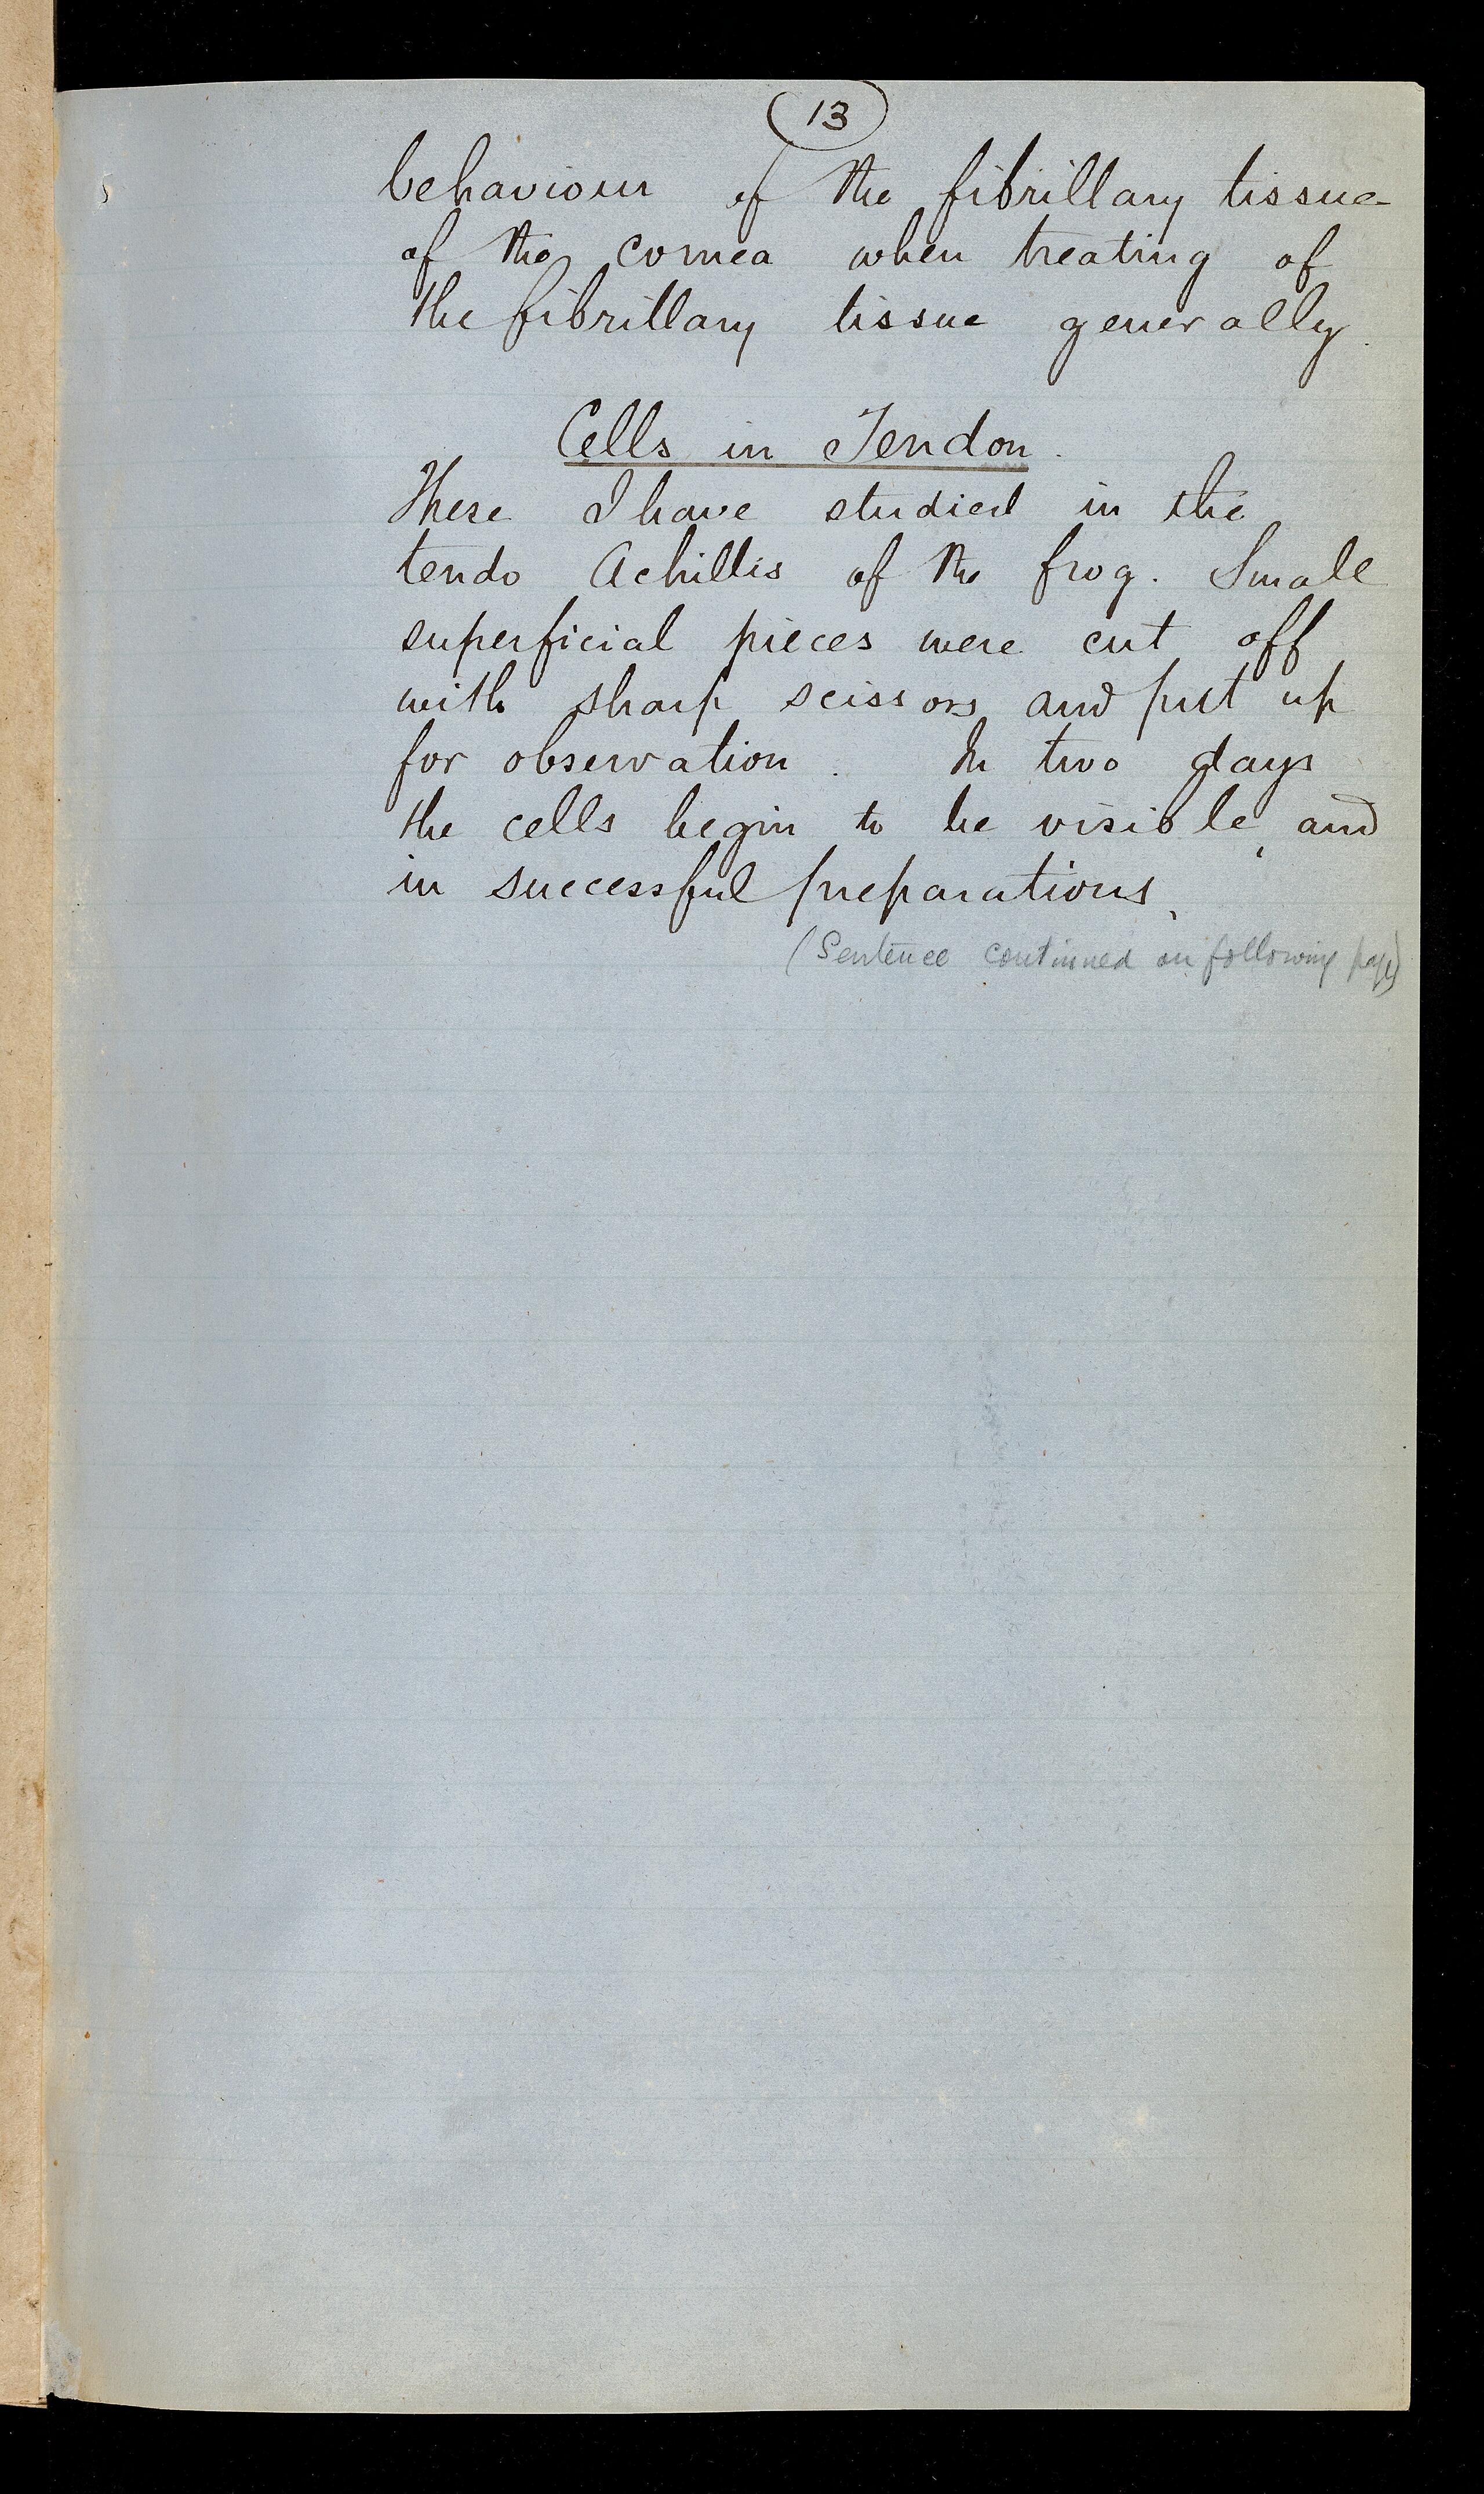 13
behaviour of the fibrillary tissue
of the cornea when treating of
the fibrillary tissue generally.
Cells in Tendon.
These I have studied in the
tendo Achillis of the frog. Small
superficial pieces were cut off
with sharp scissors and put up
for observation. In two days
the cells begin to be visible, and
in successful preparations,
(Sentence continued on following page)